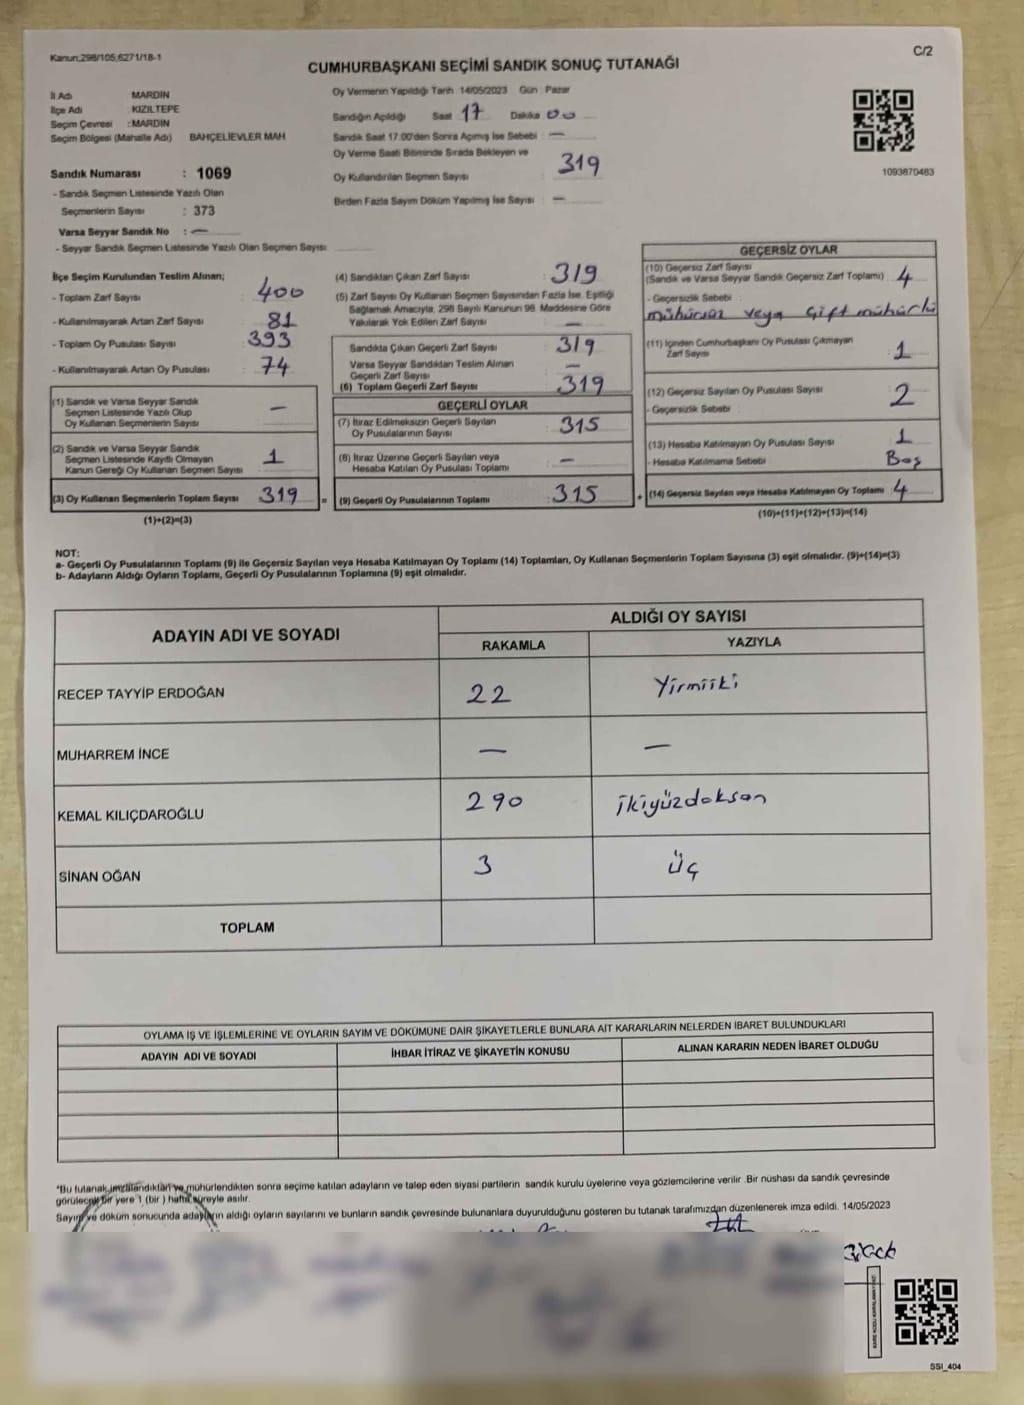 Kanun;298/105,6271/18-1
C/2
CUMHURBAŞKANI SEÇİMİ SANDIK SONUÇ TUTANAĞI
İl Adı MARDİN
İlçe Adı KIZILTEPE
Seçim Çevresi : MARDİN
Seçim Bölgesi (Mahalle Adı) BAHÇELİEVLER MAH.
Oy Vermenin Yapıldığı Tarih 14/05/2023 Gün Pazar
Sandığın Açıldığı Saat 17 Dakika 00
Sandık Saat 17:00'den Sonra Açımış İse Sebebi : —
Oy Verme Saati Bitiminde Sırada Bekleyen ve
Oy Kullandırılan Seçmen Sayısı : 319
Birden Fazla Sayım Döküm Yapılmış İse Sayısı : —
1093870483
Sandık Numarası : 1069
- Sandık Seçmen Listesinde Yazılı Olan
Seçmenlerin Sayısı : 373
Varsa Seyyar Sandık No : —
- Seyyar Sandık Seçmen Listesinde Yazılı Olan Seçmen Sayısı:
İlçe Seçim Kurulundan Teslim Alınan;
- Toplam Zarf Sayısı 400
- Kullanılmayarak Artan Zarf Sayısı 81
- Toplam Oy Pusulası Sayısı 393
- Kullanılmayarak Artan Oy Pusulası 74
(1) Sandık ve Varsa Seyyar Sandık
Seçmen Listesinde Yazılı Olup
Oy Kullanan Seçmenlerin Sayısı —
(2) Sandık ve Varsa Seyyar Sandık
Seçmen Listesinde Kayıtlı Olmayan
Kanun Gereği Oy Kullanan Seçmen Sayısı 1
(3) Oy Kullanan Seçmenlerin Toplam Sayısı 319 =
(1)+(2)=(3)
(4) Sandıktan Çıkan Zarf Sayısı : 319
(5) Zarf Sayısı Oy Kullanan Seçmen Sayısından Fazla İse, Eşitliği
Sağlamak Amacıyla, 298 Sayılı Kanunun 98. Maddesine Göre
Yakılarak Yok Edilen Zarf Sayısı —
Sandıkta Çıkan Geçerli Zarf Sayısı 319
Varsa Seyyar Sandıktan Teslim Alınan
Geçerli Zarf Sayısı —
(6) Toplam Geçerli Zarf Sayısı 319
GEÇERLİ OYLAR
(7) İtiraz Edilmeksizin Geçerli Sayılan
Oy Pusulalarının Sayısı : 315
(8) İtiraz Üzerine Geçerli Sayılan veya
Hesaba Katılan Oy Pusulası Toplamı : —
(9) Geçerli Oy Pusulalarının Toplamı : 315 +
GEÇERSİZ OYLAR
(10) Geçersiz Zarf Sayısı
(Sandık ve Varsa Seyyar Sandık Geçersiz Zarf Toplamı) : 4
- Geçersizlik Sebebi
mühürsüz veya Çift mühürlü
(11) İçinden Cumhurbaşkanı Oy Pusulası Çıkmayan
Zarf Sayısı 1
(12) Geçersiz Sayılan Oy Pusulası Sayısı : 2
- Geçersizlik Sebebi :
(13) Hesaba Katılmayan Oy Pusulası Sayısı : 1
- Hesaba Katılmama Sebebi Boş
(14) Geçersiz Sayılan veya Hesaba Katılmayan Oy Toplamı : 4
(10)+(11)+(12)+(13)=(14)
NOT:
a- Geçerli Oy Pusulalarının Toplamı (9) ile Geçersiz Sayılan veya Hesaba Katılmayan Oy Toplamı (14) Toplamları, Oy Kullanan Seçmenlerin Toplam Sayısına (3) eşit olmalıdır. (9)+(14)=(3)
b- Adayların Aldığı Oyların Toplamı, Geçerli Oy Pusulalarının Toplamına (9) eşit olmalıdır.
ADAYIN ADI VE SOYADI
ALDIĞI OY SAYISI
RAKAMLA YAZIYLA
RECEP TAYYİP ERDOĞAN 22 Yirmiiki
MUHARREM İNCE — —
KEMAL KILIÇDAROĞLU 290 ikiyüzdoksan
SİNAN OĞAN 3 üç
TOPLAM
OYLAMA İŞ VE İŞLEMLERİNE VE OYLARIN SAYIM VE DÖKÜMÜNE DAİR ŞİKAYETLERLE BUNLARA AİT KARARLARIN NELERDEN İBARET BULUNDUKLARI
ADAYIN ADI VE SOYADI İHBAR İTİRAZ VE ŞİKAYETİN KONUSU ALINAN KARARIN NEDEN İBARET OLDUĞU
*Bu tutanak imzalandıktan ve mühürlendikten sonra seçime katılan adayların ve talep eden siyasi partilerin sandık kurulu üyelerine veya gözlemcilerine verilir .Bir nüshası da sandık çevresinde
görülecek bir yere 1 (bir ) hafta süreyle asılır.
Sayım ve döküm sonucunda adayların aldığı oyların sayılarını ve bunların sandık çevresinde bulunanlara duyurulduğunu gösteren bu tutanak tarafımızdan düzenlenerek imza edildi. 14/05/2023
SSI_404